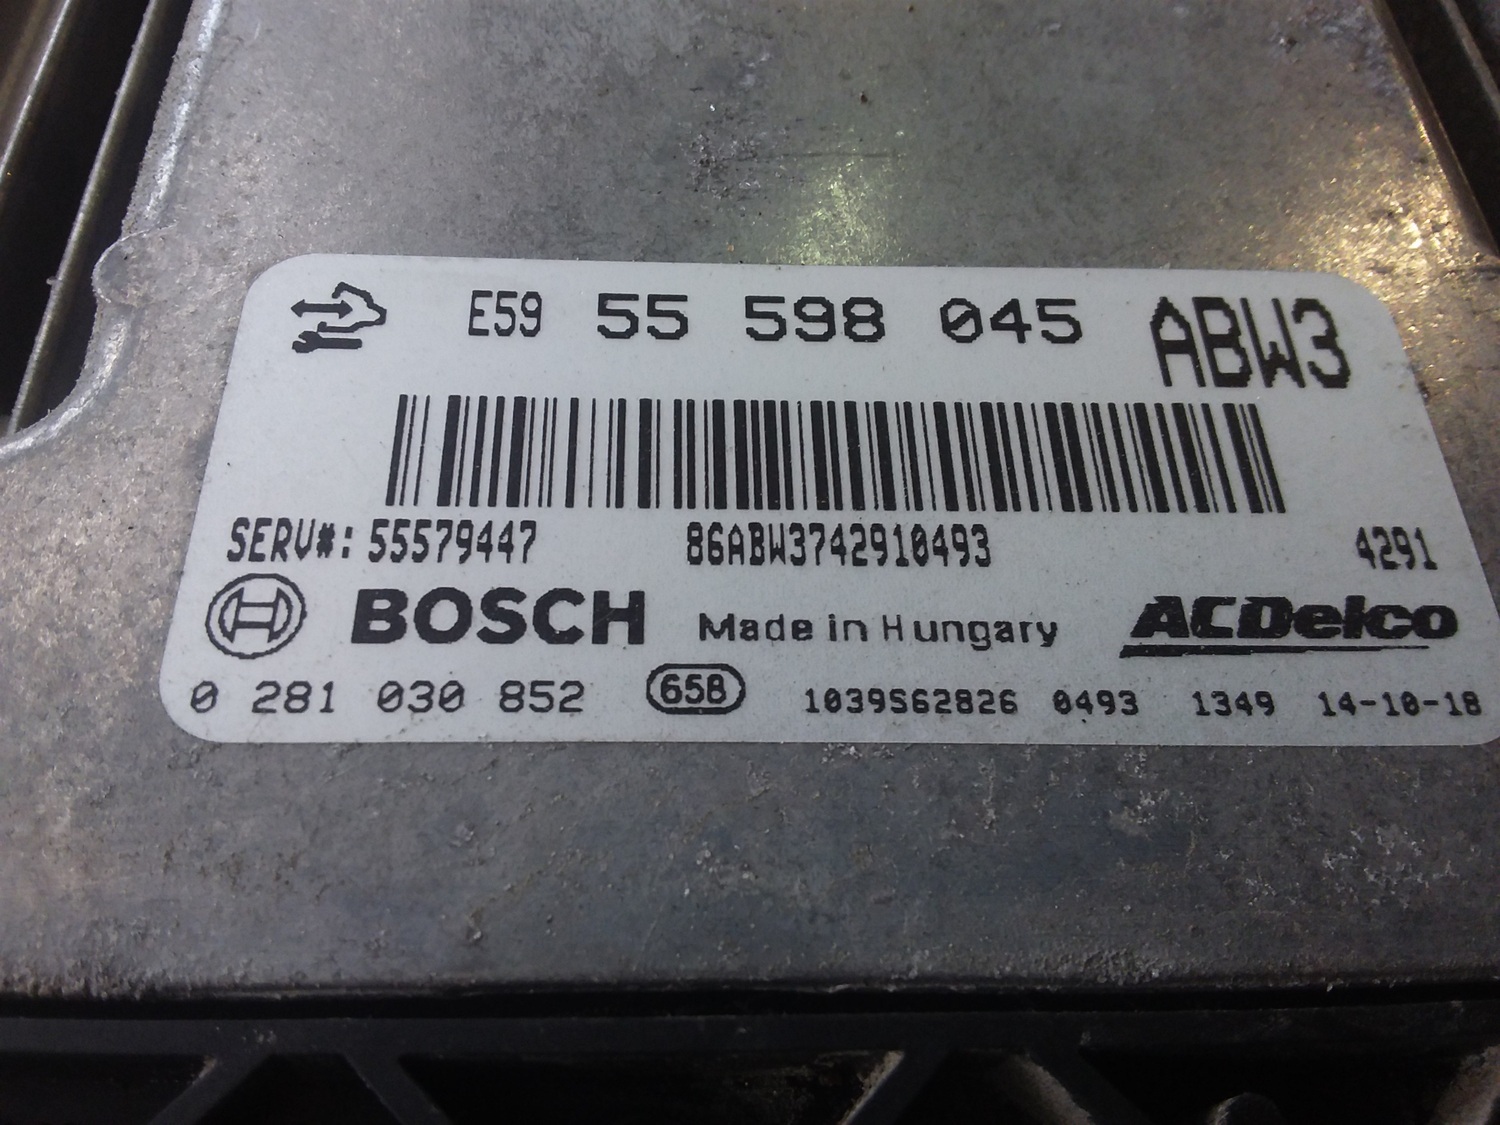 E59 55 598 045 ABW3
SERV#: 55579447 86ABW3742910493 4291
BOSCH Made in Hungary ACDelco
0 281 030 852 65B 1039S62826 0493 1349 14-10-18